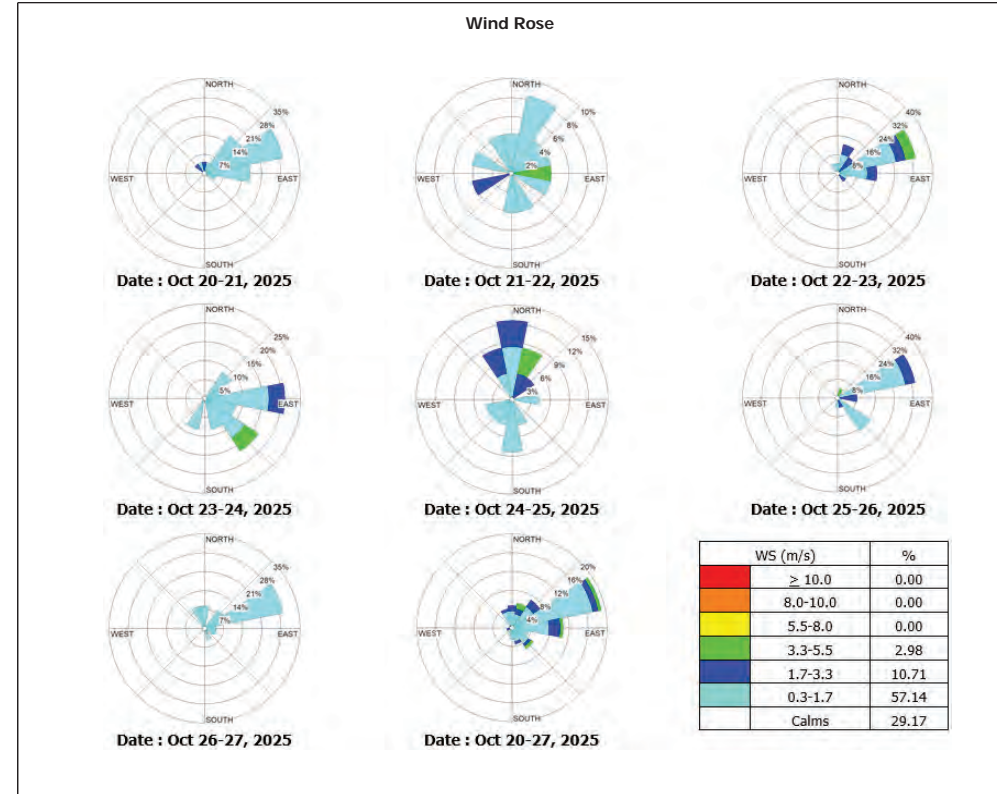 Wind Rose
NORTH
35%
28%
21%
14%
7%
WEST
EAST
SOUTH
Date : Oct 20-21, 2025
NORTH
10%
8%
6%
4%
2%
WEST
EAST
SOUTH
Date : Oct 21-22, 2025
NORTH
40%
32%
24%
16%
8%
WEST
EAST
SOUTH
Date : Oct 22-23, 2025
NORTH
25%
20%
15%
10%
5%
WEST
EAST
SOUTH
Date : Oct 23-24, 2025
NORTH
15%
12%
9%
6%
3%
WEST
EAST
SOUTH
Date : Oct 24-25, 2025
NORTH
40%
32%
24%
16%
8%
WEST
EAST
SOUTH
Date : Oct 25-26, 2025
NORTH
35%
28%
21%
14%
7%
WEST
EAST
SOUTH
Date : Oct 26-27, 2025
NORTH
20%
16%
12%
8%
4%
WEST
EAST
SOUTH
Date : Oct 20-27, 2025
WS (m/s) %
≥ 10.0 0.00
8.0-10.0 0.00
5.5-8.0 0.00
3.3-5.5 2.98
1.7-3.3 10.71
0.3-1.7 57.14
Calms 29.17